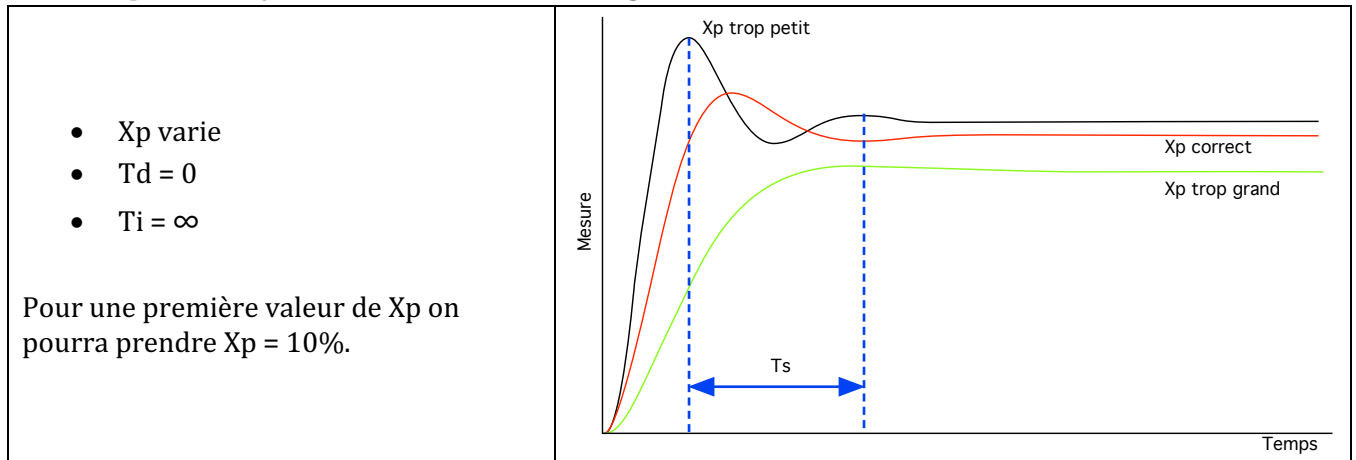 • Xp varie
• Td = 0
• Ti = ∞
Pour une première valeur de Xp on
pourra prendre Xp = 10%.
Xp trop petit
Xp correct
Xp trop grand
Mesure
Ts
Temps